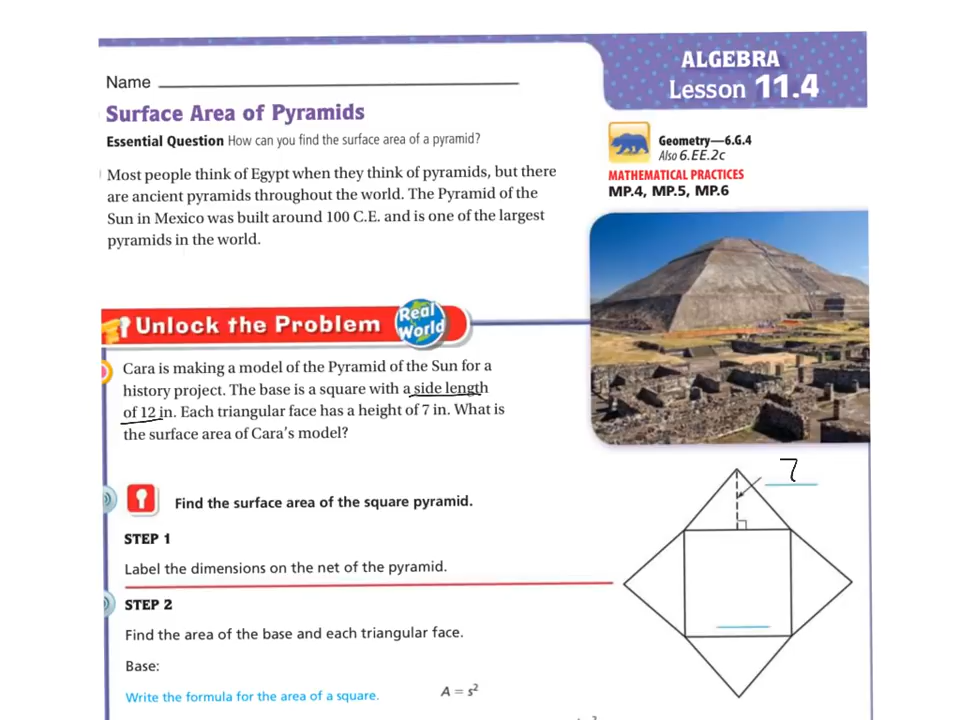 ALGEBRA
Lesson 11.4
Name
Surface Area of Pyramids
Essential Question How can you find the surface area of a pyramid?
Geometry—6.G.4
Also 6.EE.2c
MATHEMATICAL PRACTICES
MP.4, MP.5, MP.6
Most people think of Egypt when they think of pyramids, but there
are ancient pyramids throughout the world. The Pyramid of the
Sun in Mexico was built around 100 C.E. and is one of the largest
pyramids in the world.
Unlock the Problem
Real
World
Cara is making a model of the Pyramid of the Sun for a
history project. The base is a square with a side length
of 12 in. Each triangular face has a height of 7 in. What is
the surface area of Cara's model?
7
Find the surface area of the square pyramid.
STEP 1
Label the dimensions on the net of the pyramid.
STEP 2
Find the area of the base and each triangular face.
Base:
Write the formula for the area of a square.
A = s²